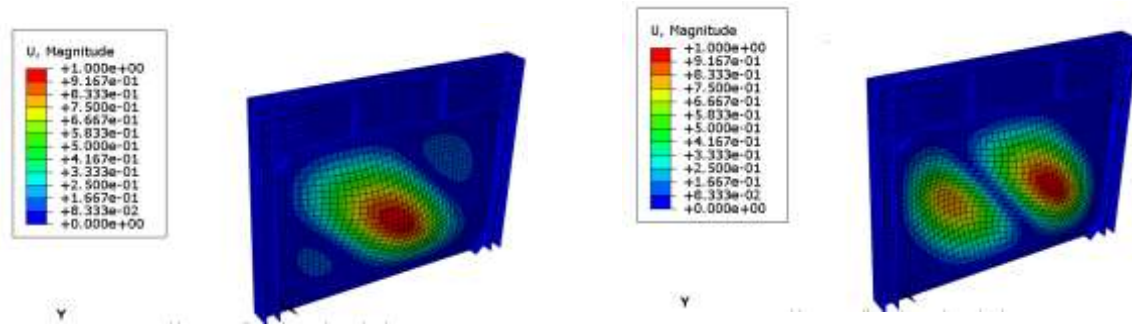 U, Magnitude
+1.000e+00
+9.167e-01
+8.333e-01
+7.500e-01
+6.667e-01
+5.833e-01
+5.000e-01
+4.167e-01
+3.333e-01
+2.500e-01
+1.667e-01
+8.333e-02
+0.000e+00
Y
U, Magnitude
+1.000e+00
+9.167e-01
+8.333e-01
+7.500e-01
+6.667e-01
+5.833e-01
+5.000e-01
+4.167e-01
+3.333e-01
+2.500e-01
+1.667e-01
+8.333e-02
+0.000e+00
Y